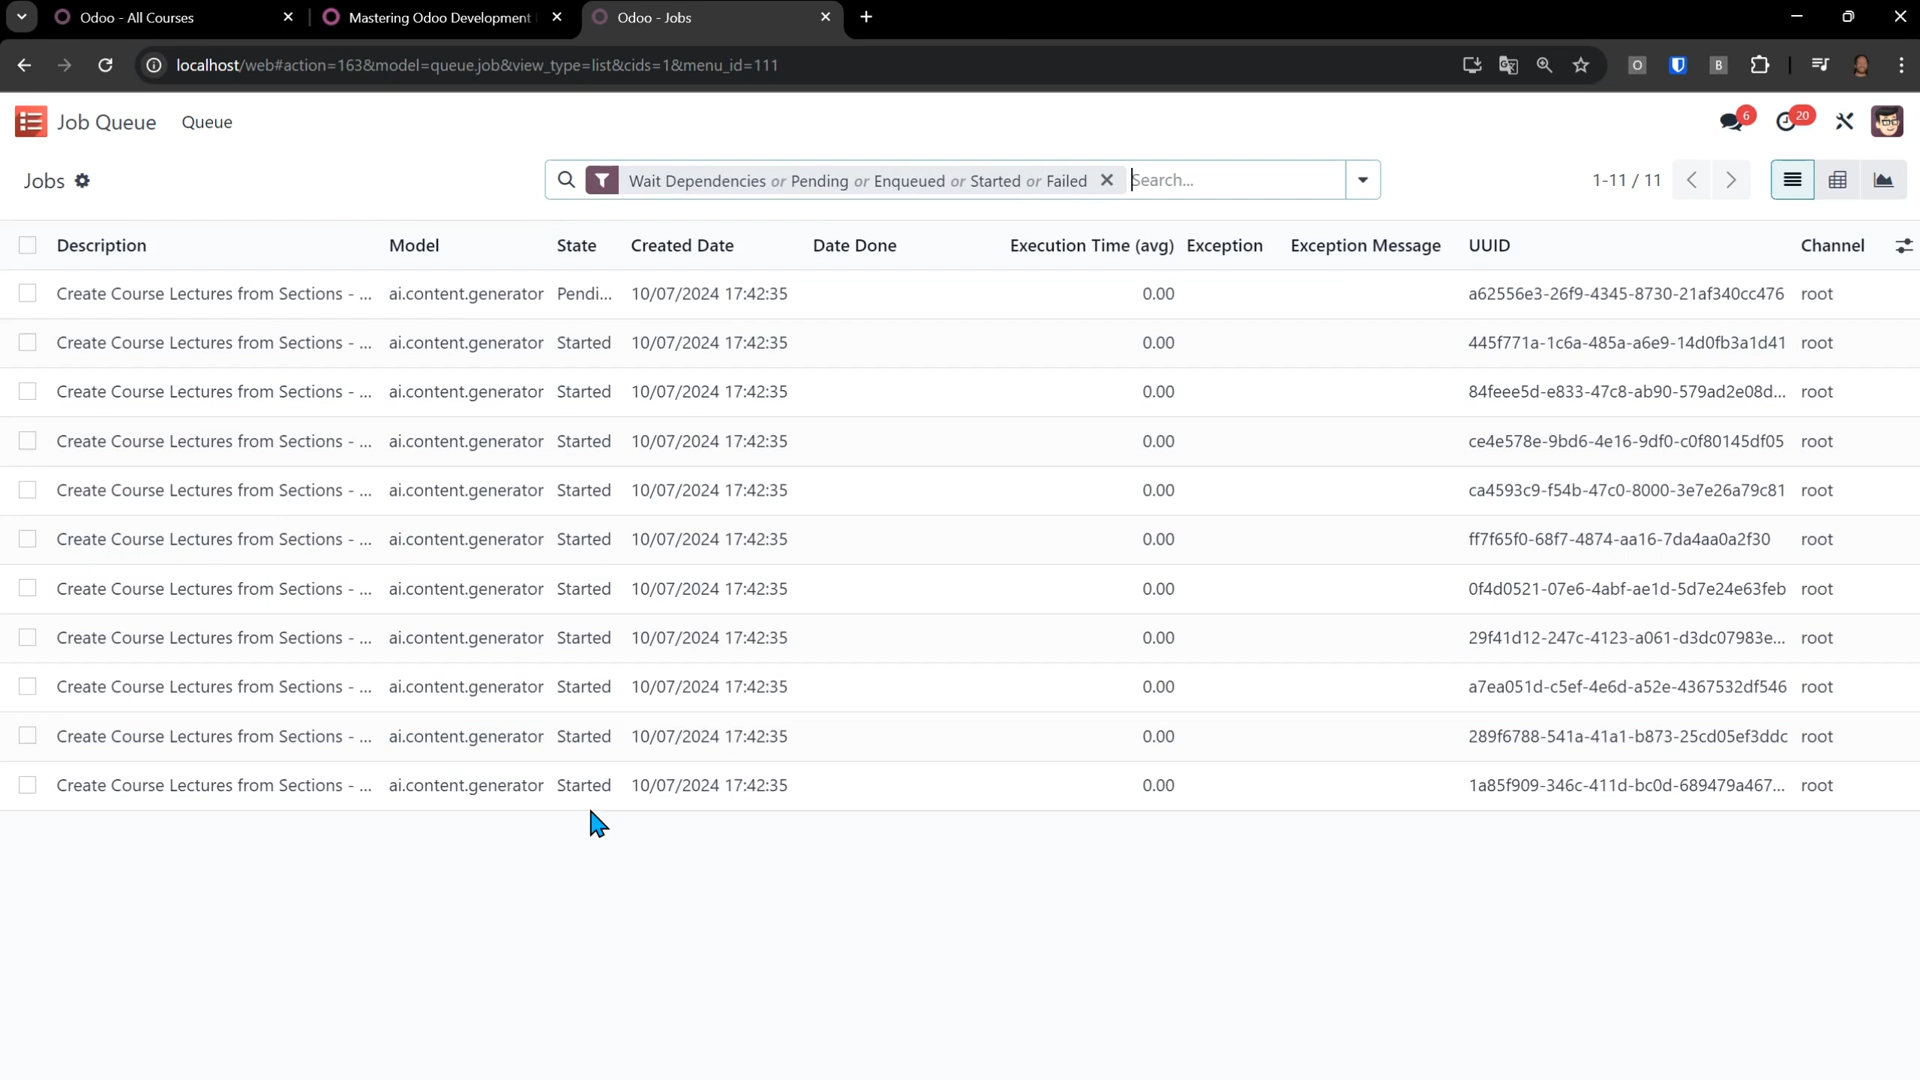 Odoo - All Courses
Mastering Odoo Development
Odoo - Jobs
localhost/web#action=163&model=queue.job&view_type=list&cids=1&menu_id=111
O
B
Job Queue Queue
6
20
Jobs
Wait Dependencies or Pending or Enqueued or Started or Failed
Search...
1-11 / 11
Description Model State Created Date Date Done Execution Time (avg) Exception Exception Message UUID Channel
Create Course Lectures from Sections - ... ai.content.generator Pendi... 10/07/2024 17:42:35 0.00 a62556e3-26f9-4345-8730-21af340cc476 root
Create Course Lectures from Sections - ... ai.content.generator Started 10/07/2024 17:42:35 0.00 445f771a-1c6a-485a-a6e9-14d0fb3a1d41 root
Create Course Lectures from Sections - ... ai.content.generator Started 10/07/2024 17:42:35 0.00 84feee5d-e833-47c8-ab90-579ad2e08d... root
Create Course Lectures from Sections - ... ai.content.generator Started 10/07/2024 17:42:35 0.00 ce4e578e-9bd6-4e16-9df0-c0f80145df05 root
Create Course Lectures from Sections - ... ai.content.generator Started 10/07/2024 17:42:35 0.00 ca4593c9-f54b-47c0-8000-3e7e26a79c81 root
Create Course Lectures from Sections - ... ai.content.generator Started 10/07/2024 17:42:35 0.00 ff7f65f0-68f7-4874-aa16-7da4aa0a2f30 root
Create Course Lectures from Sections - ... ai.content.generator Started 10/07/2024 17:42:35 0.00 0f4d0521-07e6-4abf-ae1d-5d7e24e63feb root
Create Course Lectures from Sections - ... ai.content.generator Started 10/07/2024 17:42:35 0.00 29f41d12-247c-4123-a061-d3dc07983e... root
Create Course Lectures from Sections - ... ai.content.generator Started 10/07/2024 17:42:35 0.00 a7ea051d-c5ef-4e6d-a52e-4367532df546 root
Create Course Lectures from Sections - ... ai.content.generator Started 10/07/2024 17:42:35 0.00 289f6788-541a-41a1-b873-25cd05ef3ddc root
Create Course Lectures from Sections - ... ai.content.generator Started 10/07/2024 17:42:35 0.00 1a85f909-346c-411d-bc0d-689479a467... root